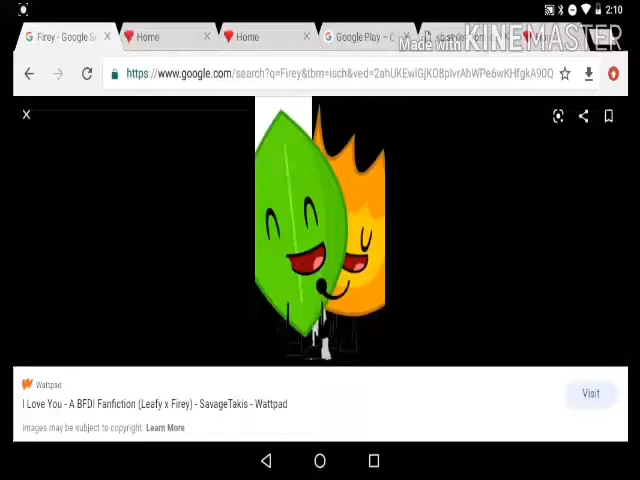 2:10
Firey - Google S
Home
Home
Google Play –
Made with KINEMASTER
https://www.google.com/search?q=Firey&tbm=isch&ved=2ahUKEwiGjKO8pIvrAhWPe6wKHfgkA90Q
Wattpad
I Love You - A BFDI Fanfiction (Leafy x Firey) - SavageTakis - Wattpad
Visit
Images may be subject to copyright. Learn More